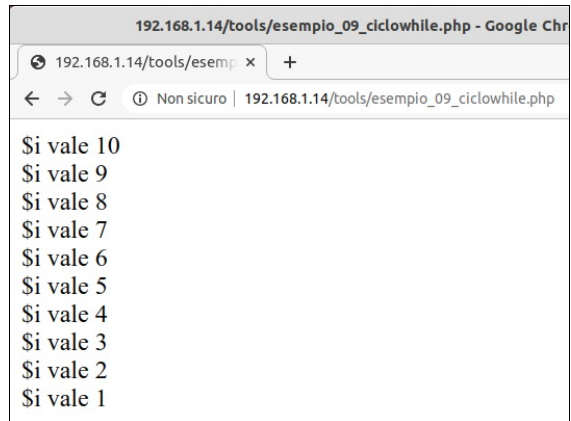 192.168.1.14/tools/esempio_09_ciclowhile.php - Google Chr
192.168.1.14/tools/esemp
Non sicuro | 192.168.1.14/tools/esempio_09_ciclowhile.php
$i vale 10
$i vale 9
$i vale 8
$i vale 7
$i vale 6
$i vale 5
$i vale 4
$i vale 3
$i vale 2
$i vale 1